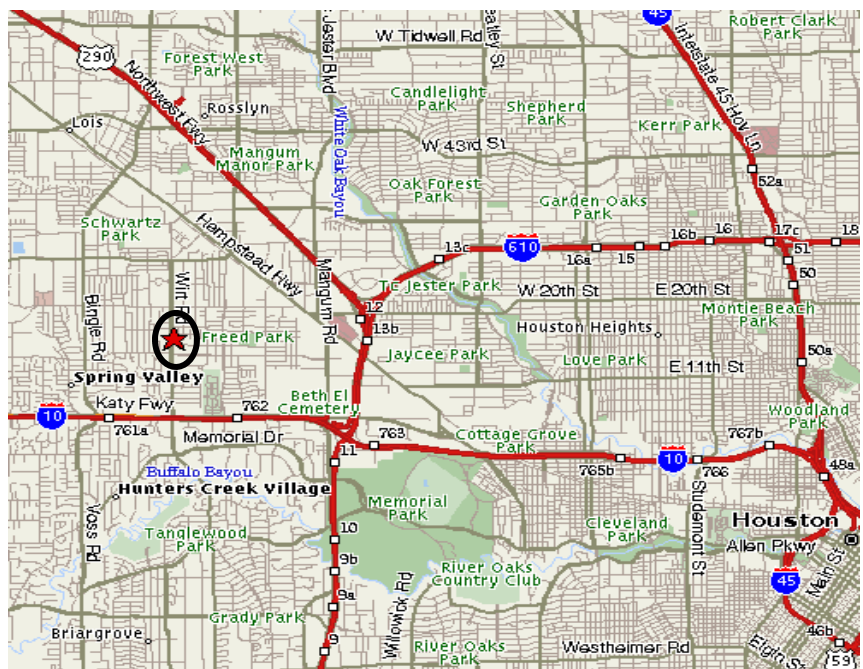 45
Robert Clark
Park
W Tidwell Rd
290
Forest West
Park
Northwest Fwy
Rosslyn
Lois
Candlelight
Park
Shepherd
Park
Kerr Park
Interstate 45 Hov Ln
White Oak Bayou
W 43rd St
Mangum
Manor Park
Oak Forest
Park
Garden Oaks
Park
52a
Schwartz
Park
Hempstead Hwy
13c
610
16a
15
16b
16
17c
18
51
50
Mangum Rd
TC Jester Park
W 20th St
E 20th St
Montie Beach
Park
12
13b
Bingle Rd
Freed Park
Houston Heights
Jaycee Park
Love Park
E 11th St
50a
Spring Valley
Katy Fwy
10
761a
762
Beth El
Cemetery
Memorial Dr
11
763
Cottage Grove
Park
765b
10
766
767b
Woodland
Park
48a
Buffalo Bayou
Hunters Creek Village
Memorial
Park
Voss Rd
Tanglewood
Park
10
9b
9a
9
Cleveland
Park
Studemont St
Houston
Allen Pkwy
River Oaks
Country Club
Willowick Rd
45
Main St
Grady Park
Briargrove
River Oaks
Park
Westheimer Rd
46b
Elgin St